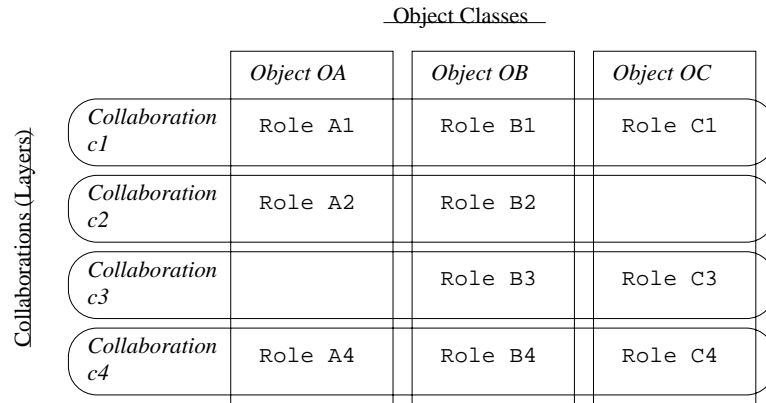 Object Classes
Object OA Object OB Object OC
Collaboration
c1
Role A1 Role B1 Role C1
Collaboration
c2
Role A2 Role B2
Collaboration
c3
Role B3 Role C3
Collaboration
c4
Role A4 Role B4 Role C4
Collaborations (Layers)